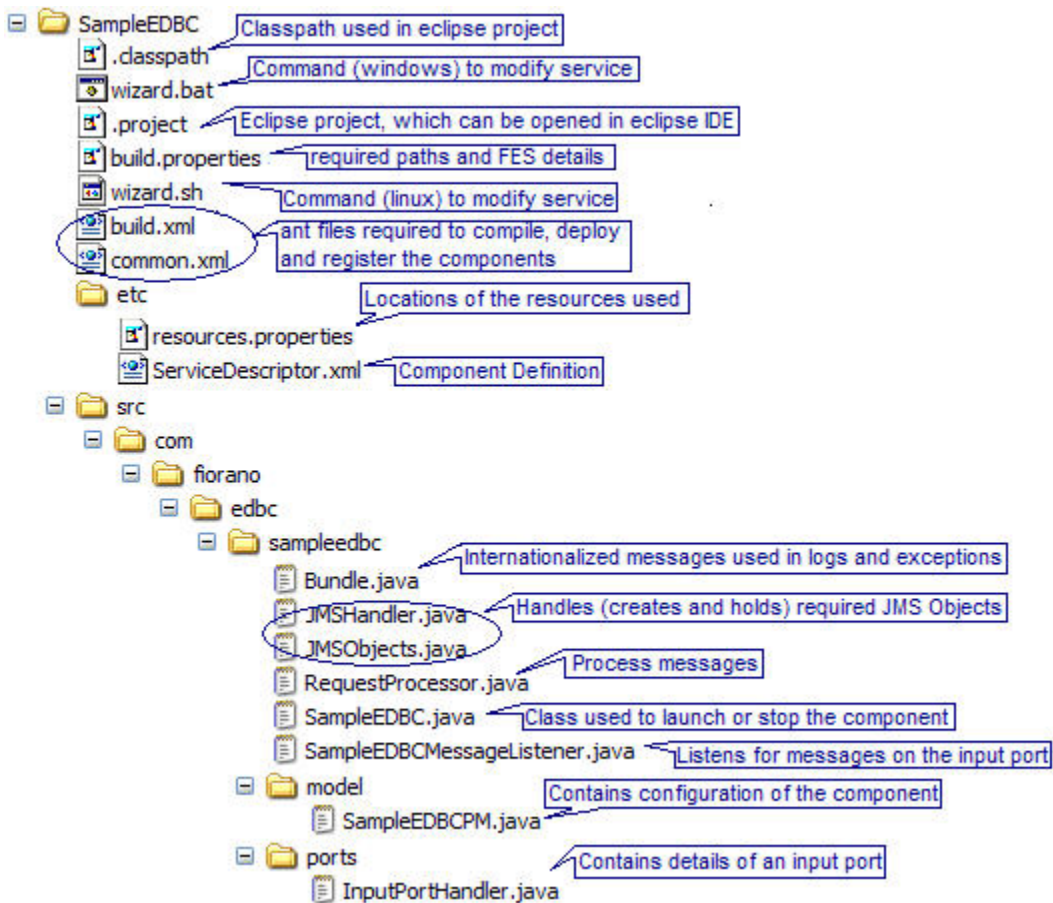 SampleEDBC
Classpath used in eclipse project
.classpath
Command (windows) to modify service
wizard.bat
.project
Eclipse project, which can be opened in eclipse IDE
build.properties
required paths and FES details
wizard.sh
Command (linux) to modify service
build.xml
ant files required to compile, deploy
and register the components
common.xml
etc
Locations of the resources used
resources.properties
ServiceDescriptor.xml
Component Definition
src
com
fiorano
edbc
sampleedbc
Internationalized messages used in logs and exceptions
Bundle.java
JMSHandler.java
Handles (creates and holds) required JMS Objects
JMSObjects.java
Process messages
RequestProcessor.java
SampleEDBC.java
Class used to launch or stop the component
SampleEDBCMessageListener.java
Listens for messages on the input port
model
Contains configuration of the component
SampleEDBCPM.java
ports
Contains details of an input port
InputPortHandler.java